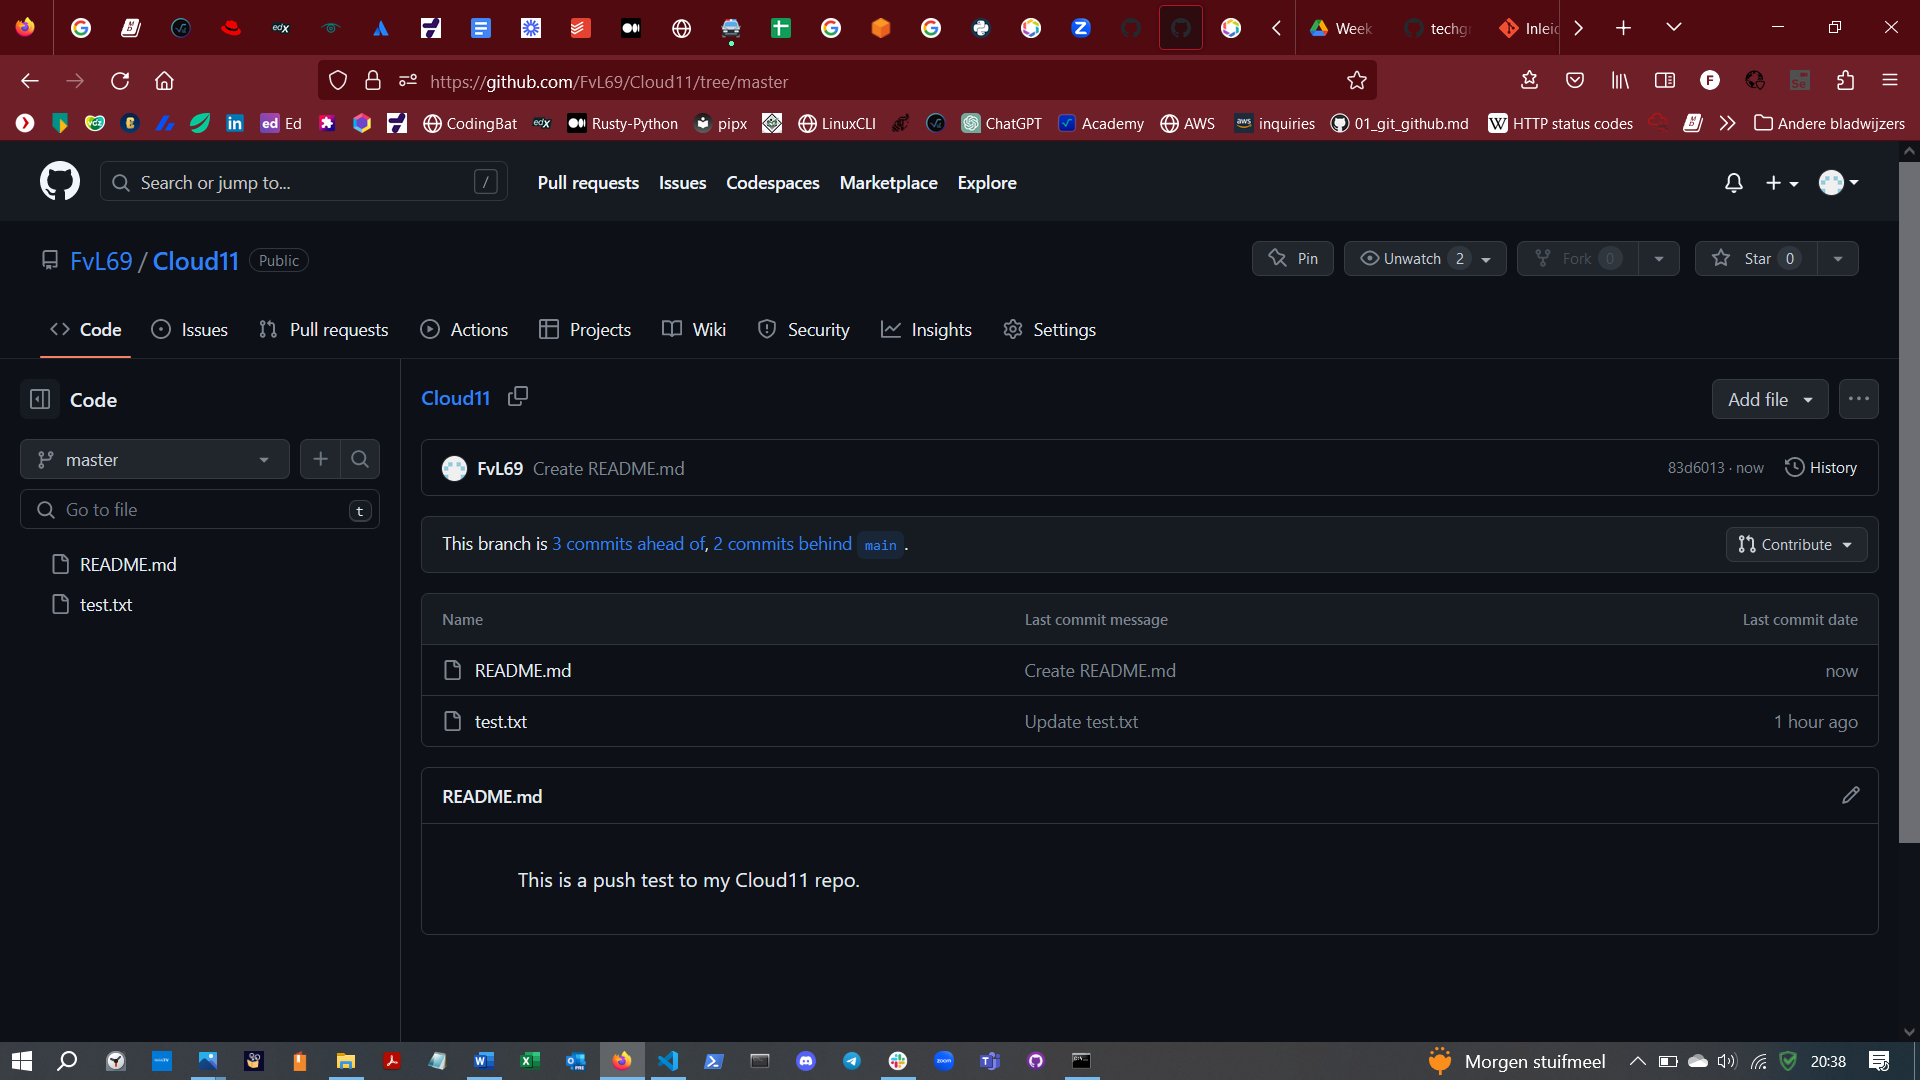 Week
techgr
Inleid
https://github.com/FvL69/Cloud11/tree/master
Ed
CodingBat
edx
Rusty-Python
pipx
LinuxCLI
ChatGPT
Academy
AWS
inquiries
01_git_github.md
HTTP status codes
Andere bladwijzers
Search or jump to...
/
Pull requests
Issues
Codespaces
Marketplace
Explore
FvL69 / Cloud11 Public
Pin
Unwatch 2
Fork 0
Star 0
Code
Issues
Pull requests
Actions
Projects
Wiki
Security
Insights
Settings
Code
master
Go to file
t
README.md
test.txt
Cloud11
Add file
FvL69 Create README.md
83d6013 · now
History
This branch is 3 commits ahead of, 2 commits behind main.
Contribute
Name Last commit message Last commit date
README.md Create README.md now
test.txt Update test.txt 1 hour ago
README.md
This is a push test to my Cloud11 repo.
Morgen stuifmeel
20:38